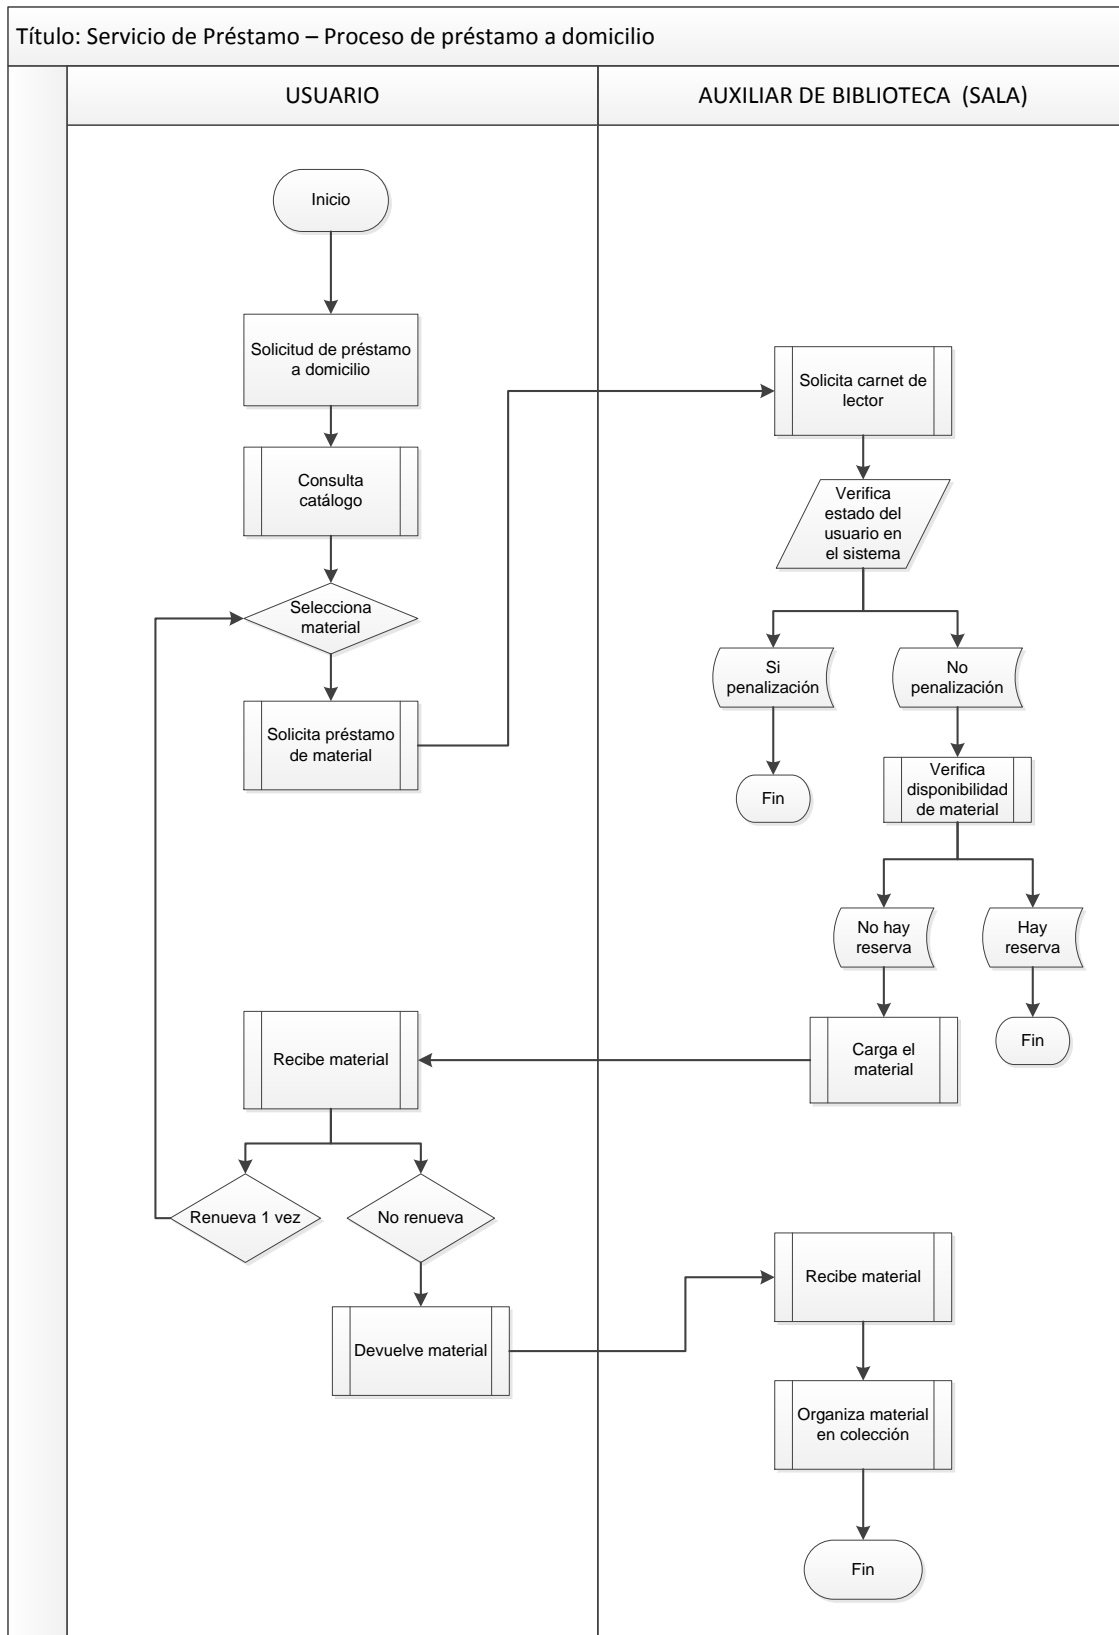 Título: Servicio de Préstamo – Proceso de préstamo a domicilio
USUARIO
AUXILIAR DE BIBLIOTECA (SALA)
Inicio
Solicitud de préstamo
a domicilio
Consulta
catálogo
Selecciona
material
Solicita préstamo
de material
Solicita carnet de
lector
Verifica
estado del
usuario en
el sistema
Si
penalización
No
penalización
Fin
Verifica
disponibilidad
de material
No hay
reserva
Hay
reserva
Carga el
material
Fin
Recibe material
Renueva 1 vez
No renueva
Devuelve material
Recibe material
Organiza material
en colección
Fin